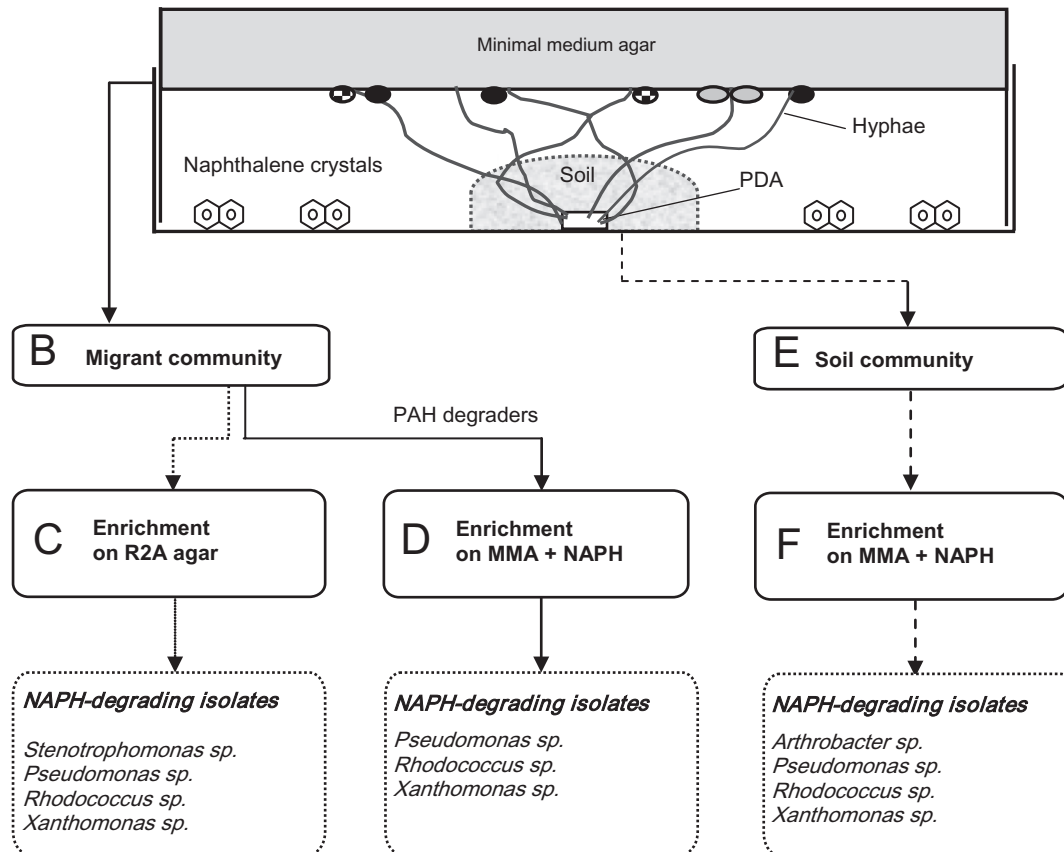 Minimal medium agar
Hyphae
Naphthalene crystals
Soil
PDA
B Migrant community
E Soil community
PAH degraders
C Enrichment
on R2A agar
D Enrichment
on MMA + NAPH
F Enrichment
on MMA + NAPH
NAPH-degrading isolates
Stenotrophomonas sp.
Pseudomonas sp.
Rhodococcus sp.
Xanthomonas sp.
NAPH-degrading isolates
Pseudomonas sp.
Rhodococcus sp.
Xanthomonas sp.
NAPH-degrading isolates
Arthrobacter sp.
Pseudomonas sp.
Rhodococcus sp.
Xanthomonas sp.